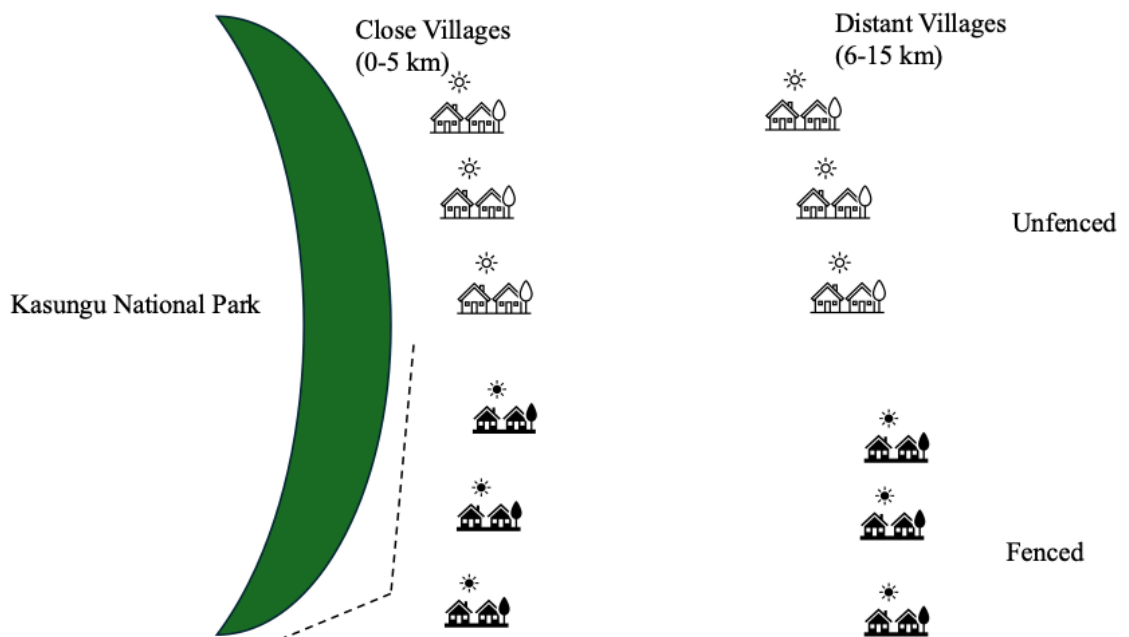 Close Villages
(0-5 km)
Distant Villages
(6-15 km)
Unfenced
Kasungu National Park
Fenced